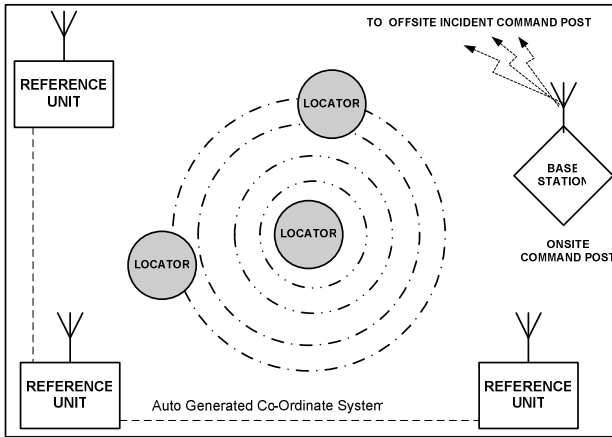 TO OFFSITE INCIDENT COMMAND POST
REFERENCE
UNIT
LOCATOR
BASE
STATION
LOCATOR
ONSITE
COMMAND POST
LOCATOR
REFERENCE
UNIT
Auto Generated Co-Ordinate System
REFERENCE
UNIT